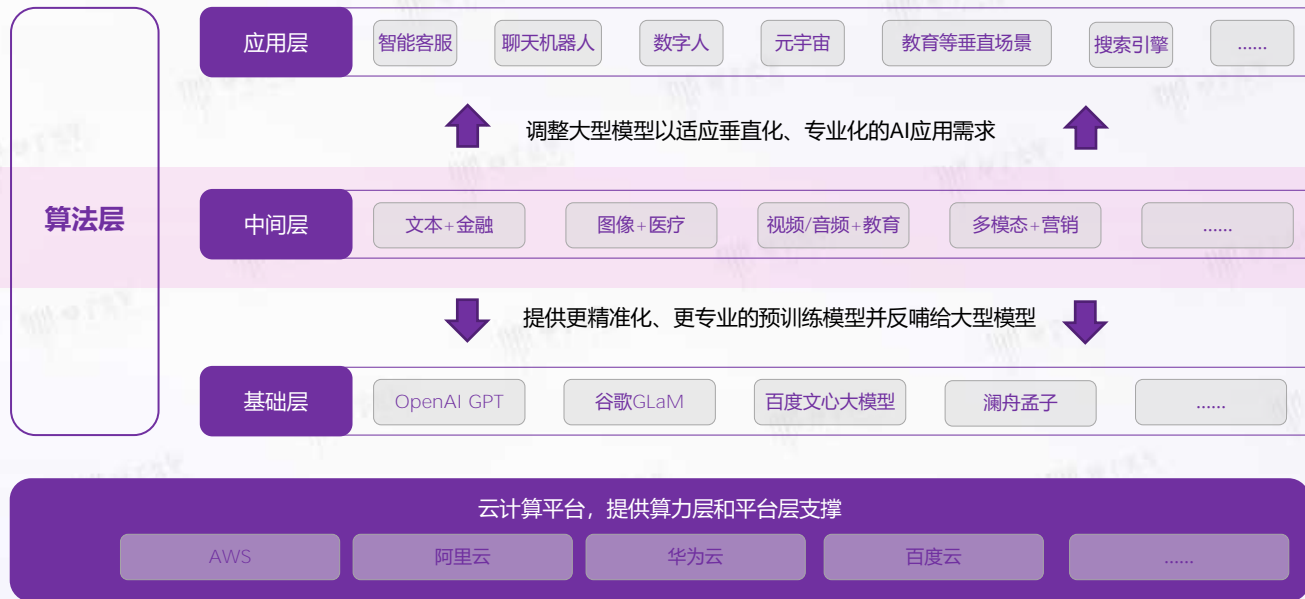 应用层
智能客服
聊天机器人
数字人
元宇宙
教育等垂直场景
搜索引擎
......
调整大型模型以适应垂直化、专业化的AI应用需求
算法层
中间层
文本+金融
图像+医疗
视频/音频+教育
多模态+营销
......
提供更精准化、更专业的预训练模型并反哺给大型模型
基础层
OpenAI GPT
谷歌GLaM
百度文心大模型
澜舟孟子
......
云计算平台，提供算力层和平台层支撑
AWS
阿里云
华为云
百度云
......